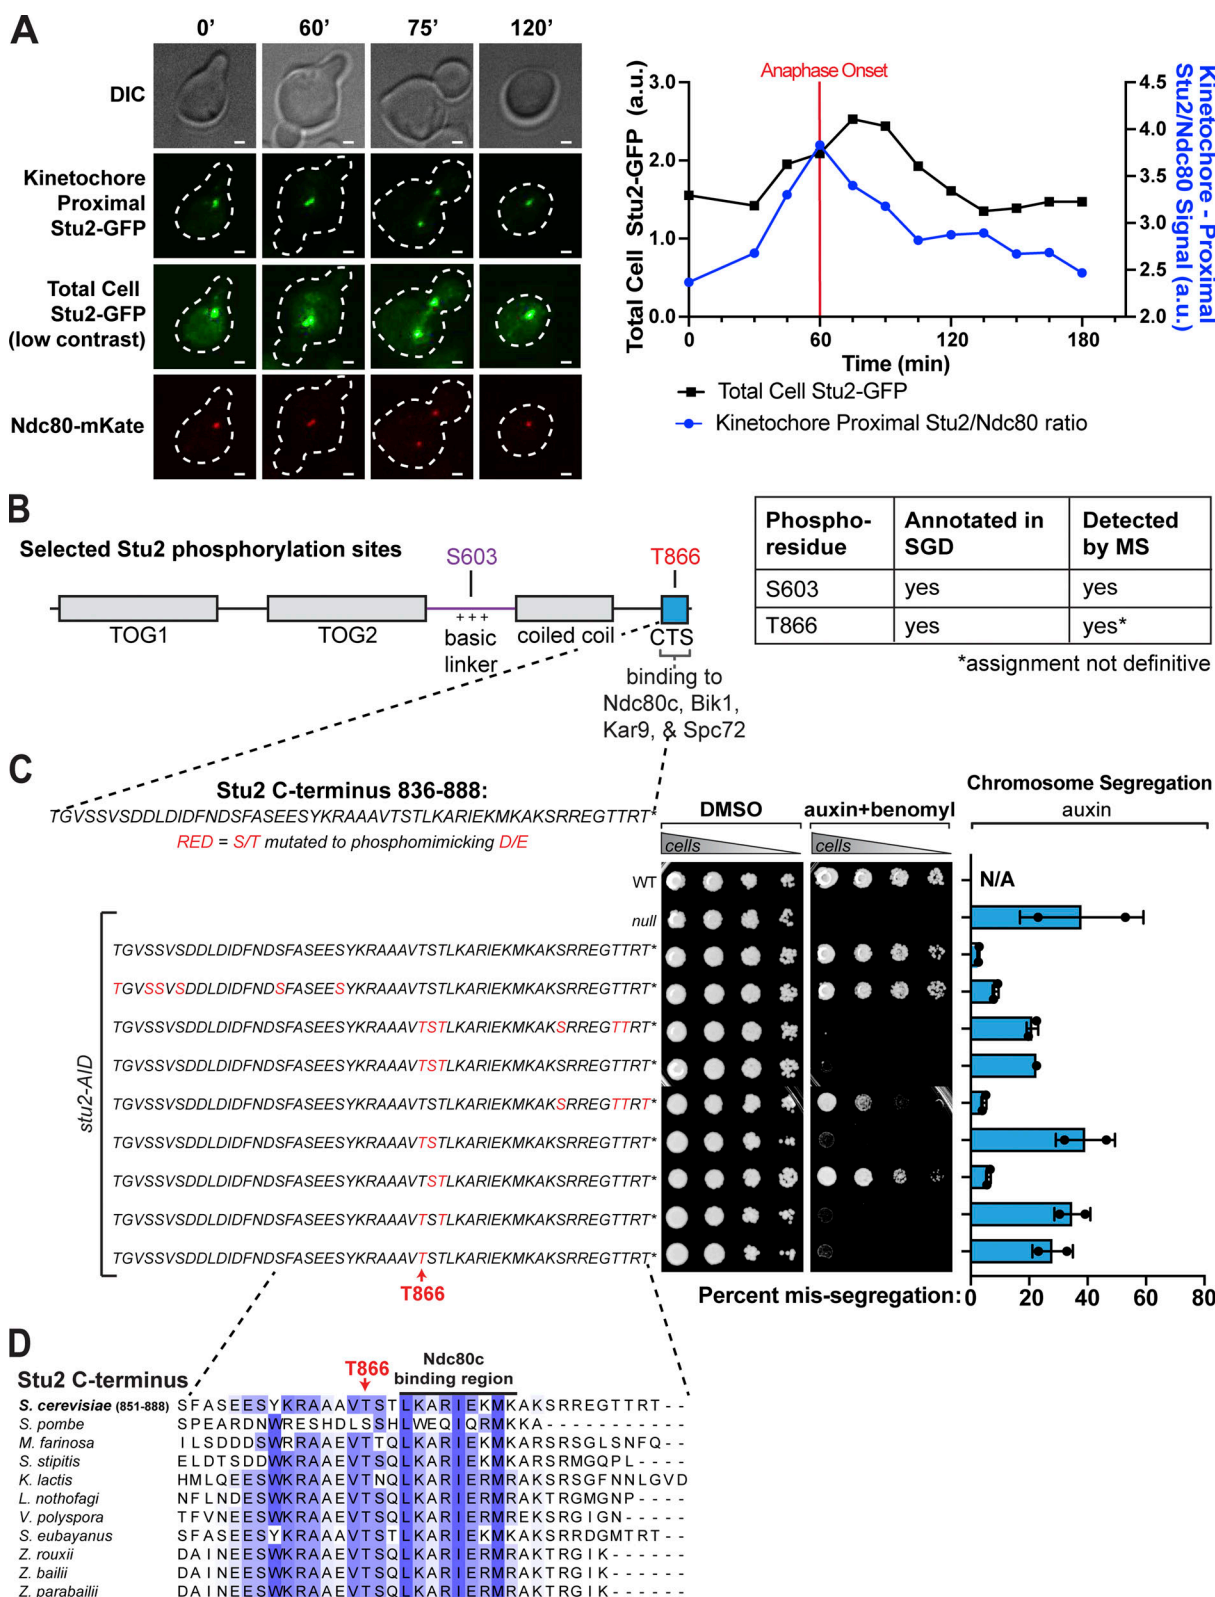 A
0' 60' 75' 120'
DIC
Kinetochore
Proximal
Stu2-GFP
Total Cell
Stu2-GFP
(low contrast)
Ndc80-mKate
Anaphase Onset
Total Cell Stu2-GFP (a.u.)
3.0
2.0
1.0
0.0
4.5
4.0
3.5
3.0
2.5
2.0
Kinetochore - Proximal
Stu2/Ndc80 Signal (a.u.)
0 60 120 180
Time (min)
Total Cell Stu2-GFP
Kinetochore Proximal Stu2/Ndc80 ratio
B
Selected Stu2 phosphorylation sites
S603
T866
TOG1
TOG2
+++
basic
linker
coiled coil
CTS
binding to
Ndc80c, Bik1,
Kar9, & Spc72
Phospho-
residue
Annotated in
SGD
Detected
by MS
S603 yes yes
T866 yes yes*
*assignment not definitive
C
Stu2 C-terminus 836-888:
TGVSSVSDDLDIDFNDSFASEESYKRAAAVTSTLKARIEKMKAKSRREGTTRT*
RED = S/T mutated to phosphomimicking D/E
DMSO
auxin+benomyl
cells
cells
Chromosome Segregation
auxin
WT
N/A
null
stu2-AID
TGVSSVSDDLDIDFNDSFASEESYKRAAAVTSTLKARIEKMKAKSRREGTTRT*
TGVSSVSDDLDIDFNDSFASEESYKRAAAVTSTLKARIEKMKAKSRREGTTRT*
TGVSSVSDDLDIDFNDSFASEESYKRAAAVTSTLKARIEKMKAKSRREGTTRT*
TGVSSVSDDLDIDFNDSFASEESYKRAAAVTSTLKARIEKMKAKSRREGTTRT*
TGVSSVSDDLDIDFNDSFASEESYKRAAAVTSTLKARIEKMKAKSRREGTTRT*
TGVSSVSDDLDIDFNDSFASEESYKRAAAVTSTLKARIEKMKAKSRREGTTRT*
TGVSSVSDDLDIDFNDSFASEESYKRAAAVTSTLKARIEKMKAKSRREGTTRT*
TGVSSVSDDLDIDFNDSFASEESYKRAAAVTSTLKARIEKMKAKSRREGTTRT*
TGVSSVSDDLDIDFNDSFASEESYKRAAAVTSTLKARIEKMKAKSRREGTTRT*
T866
Percent mis-segregation:
0 20 40 60 80
D
Stu2 C-terminus
T866
Ndc80c
binding region
S. cerevisiae (851-888) SFASEESYKRAAAVTSTLKARIEKMKAKSRREGTTRT--
S. pombe SPEARDNWRESHDLSSHLWEQIQRMKKA-----------
M. farinosa ILSDDDSWRRAAEVTTQLKARIEKMKARSRSGLSNFQ--
S. stipitis ELDTSDDWKRAAEVTSQLKARIEKMKARSRMGQPL----
K. lactis HMLQEESWKRAAEVTNQLKARIERMKARSRSGFNNLGVD
L. nothofagi NFLNDESWKRAAEVTSQLKARIERMRAKTRGMGNP----
V. polyspora TFVNEESWKRAAEVTSQLKARIERMREKSRGIGN-----
S. eubayanus SFASEESYKRAAEVTSTLKARIEKMKAKSRRDGMTRT--
Z. rouxii DAINEESWKRAAEVTSQLKARIERMRAKTRGIK------
Z. bailii DAINEESWKRAAEVTSQLKARIERMRAKTRGIK------
Z. parabailii DAINEESWKRAAEVTSQLKARIERMRAKTRGIK------